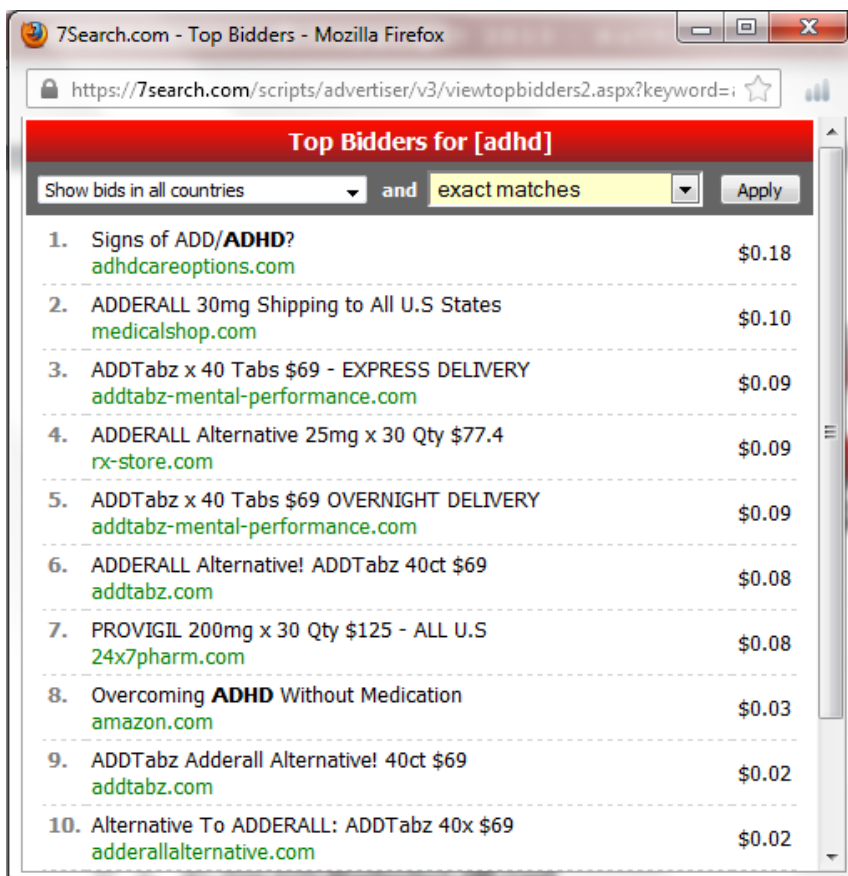 7Search.com - Top Bidders - Mozilla Firefox
https://7search.com/scripts/advertiser/v3/viewtopbidders2.aspx?keyword=
Top Bidders for [adhd]
Show bids in all countries and exact matches Apply
1. Signs of ADD/ADHD? $0.18
adhdcareoptions.com
2. ADDERALL 30mg Shipping to All U.S States $0.10
medicalshop.com
3. ADDTabz x 40 Tabs $69 - EXPRESS DELIVERY $0.09
addtabz-mental-performance.com
4. ADDERALL Alternative 25mg x 30 Qty $77.4 $0.09
rx-store.com
5. ADDTabz x 40 Tabs $69 OVERNIGHT DELIVERY $0.09
addtabz-mental-performance.com
6. ADDERALL Alternative! ADDTabz 40ct $69 $0.08
addtabz.com
7. PROVIGIL 200mg x 30 Qty $125 - ALL U.S $0.08
24x7pharm.com
8. Overcoming ADHD Without Medication $0.03
amazon.com
9. ADDTabz Adderall Alternative! 40ct $69 $0.02
addtabz.com
10. Alternative To ADDERALL: ADDTabz 40x $69 $0.02
adderallalternative.com